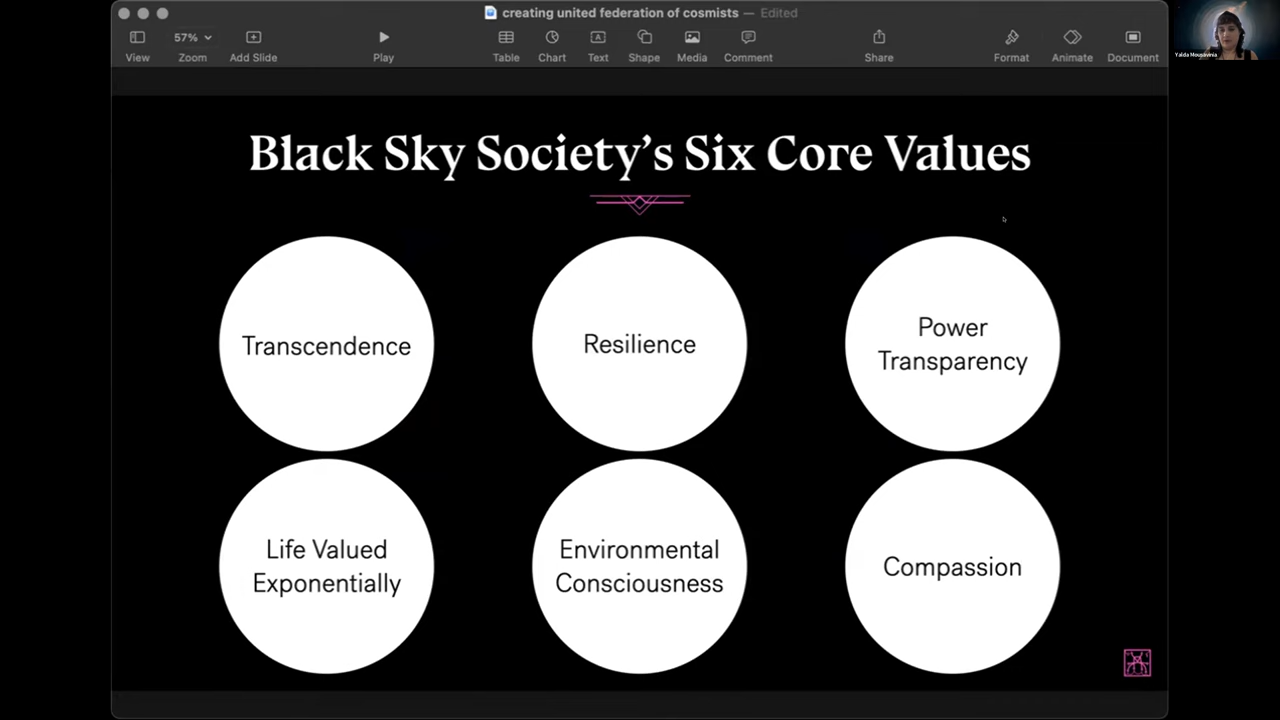 creating united federation of cosmists — Edited
57%
View
Zoom
Add Slide
Play
Table
Chart
Text
Shape
Media
Comment
Share
Format
Animate
Document
Yalda Mousavinia
Black Sky Society's Six Core Values
Transcendence
Resilience
Power
Transparency
Life Valued
Exponentially
Environmental
Consciousness
Compassion